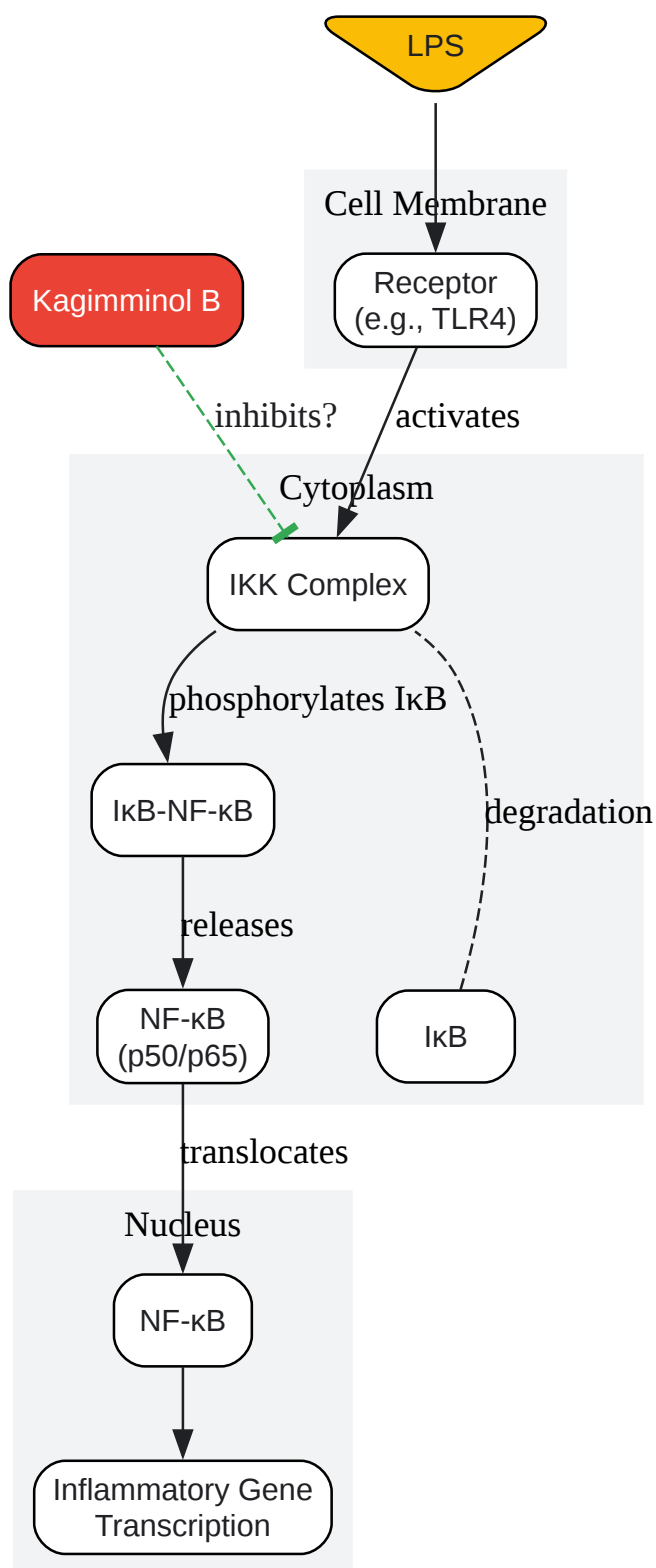 LPS
Cell Membrane
Kagimminol B
Receptor
(e.g., TLR4)
inhibits?
activates
Cytoplasm
IKK Complex
phosphorylates IκB
IκB-NF-κB
degradation
releases
NF-κB
(p50/p65)
IκB
translocates
Nucleus
NF-κB
Inflammatory Gene
Transcription